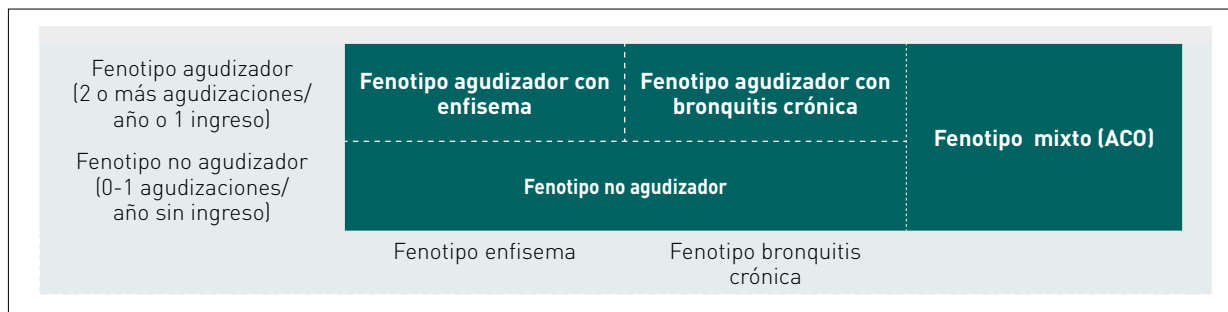 Fenotipo agudizador
(2 o más agudizaciones/
año o 1 ingreso)
Fenotipo agudizador con
enfisema
Fenotipo agudizador con
bronquitis crónica
Fenotipo mixto (ACO)
Fenotipo no agudizador
(0-1 agudizaciones/
año sin ingreso)
Fenotipo no agudizador
Fenotipo enfisema
Fenotipo bronquitis
crónica